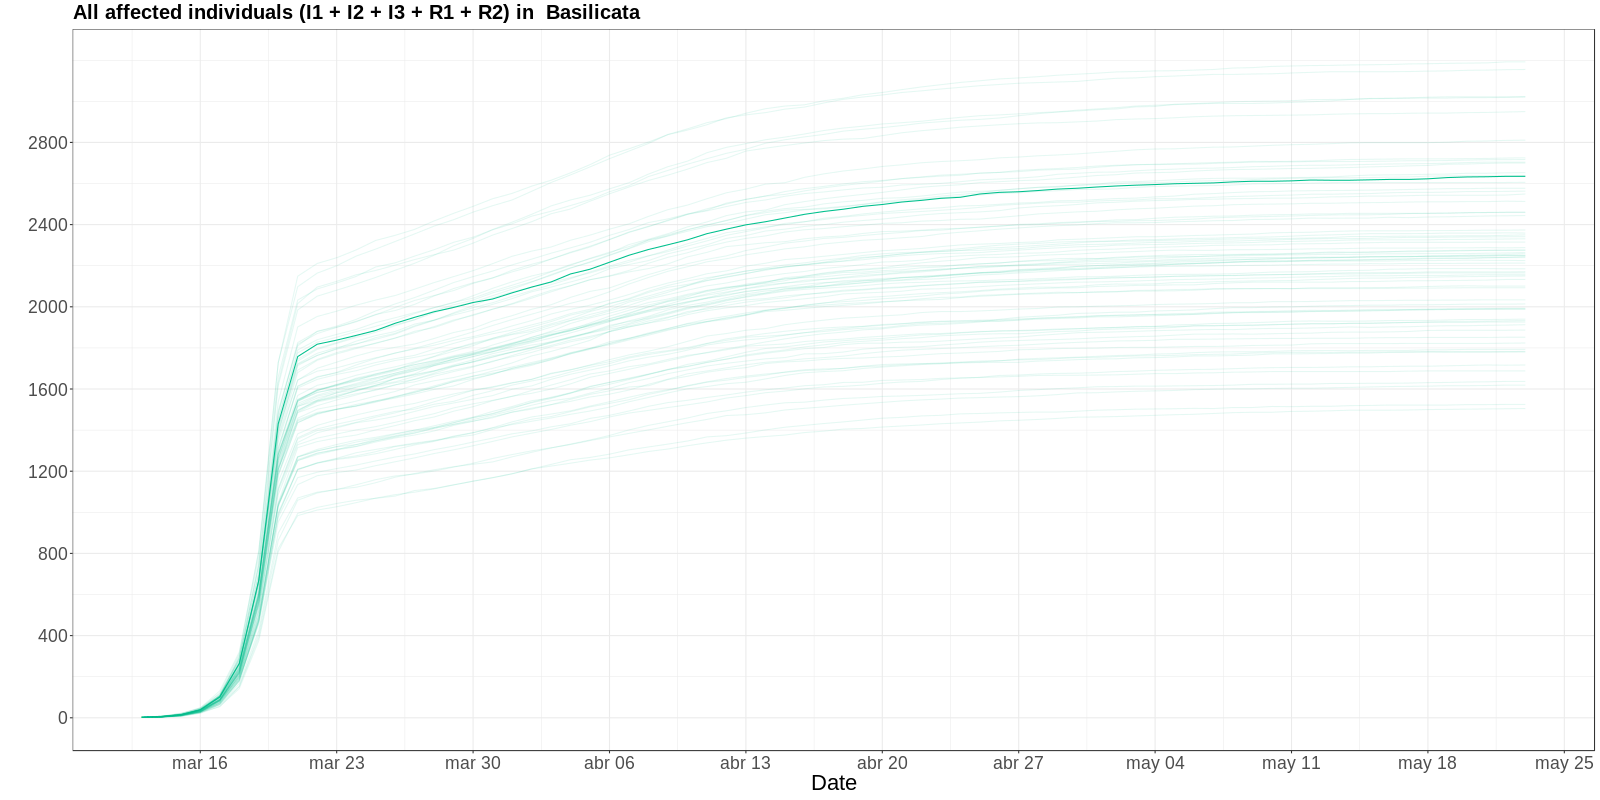 All affected individuals (I1 + I2 + I3 + R1 + R2) in  Basilicata
2800
2400
2000
1600
1200
800
400
0
mar 16 mar 23 mar 30 abr 06 abr 13 abr 20 abr 27 may 04 may 11 may 18 may 25
Date